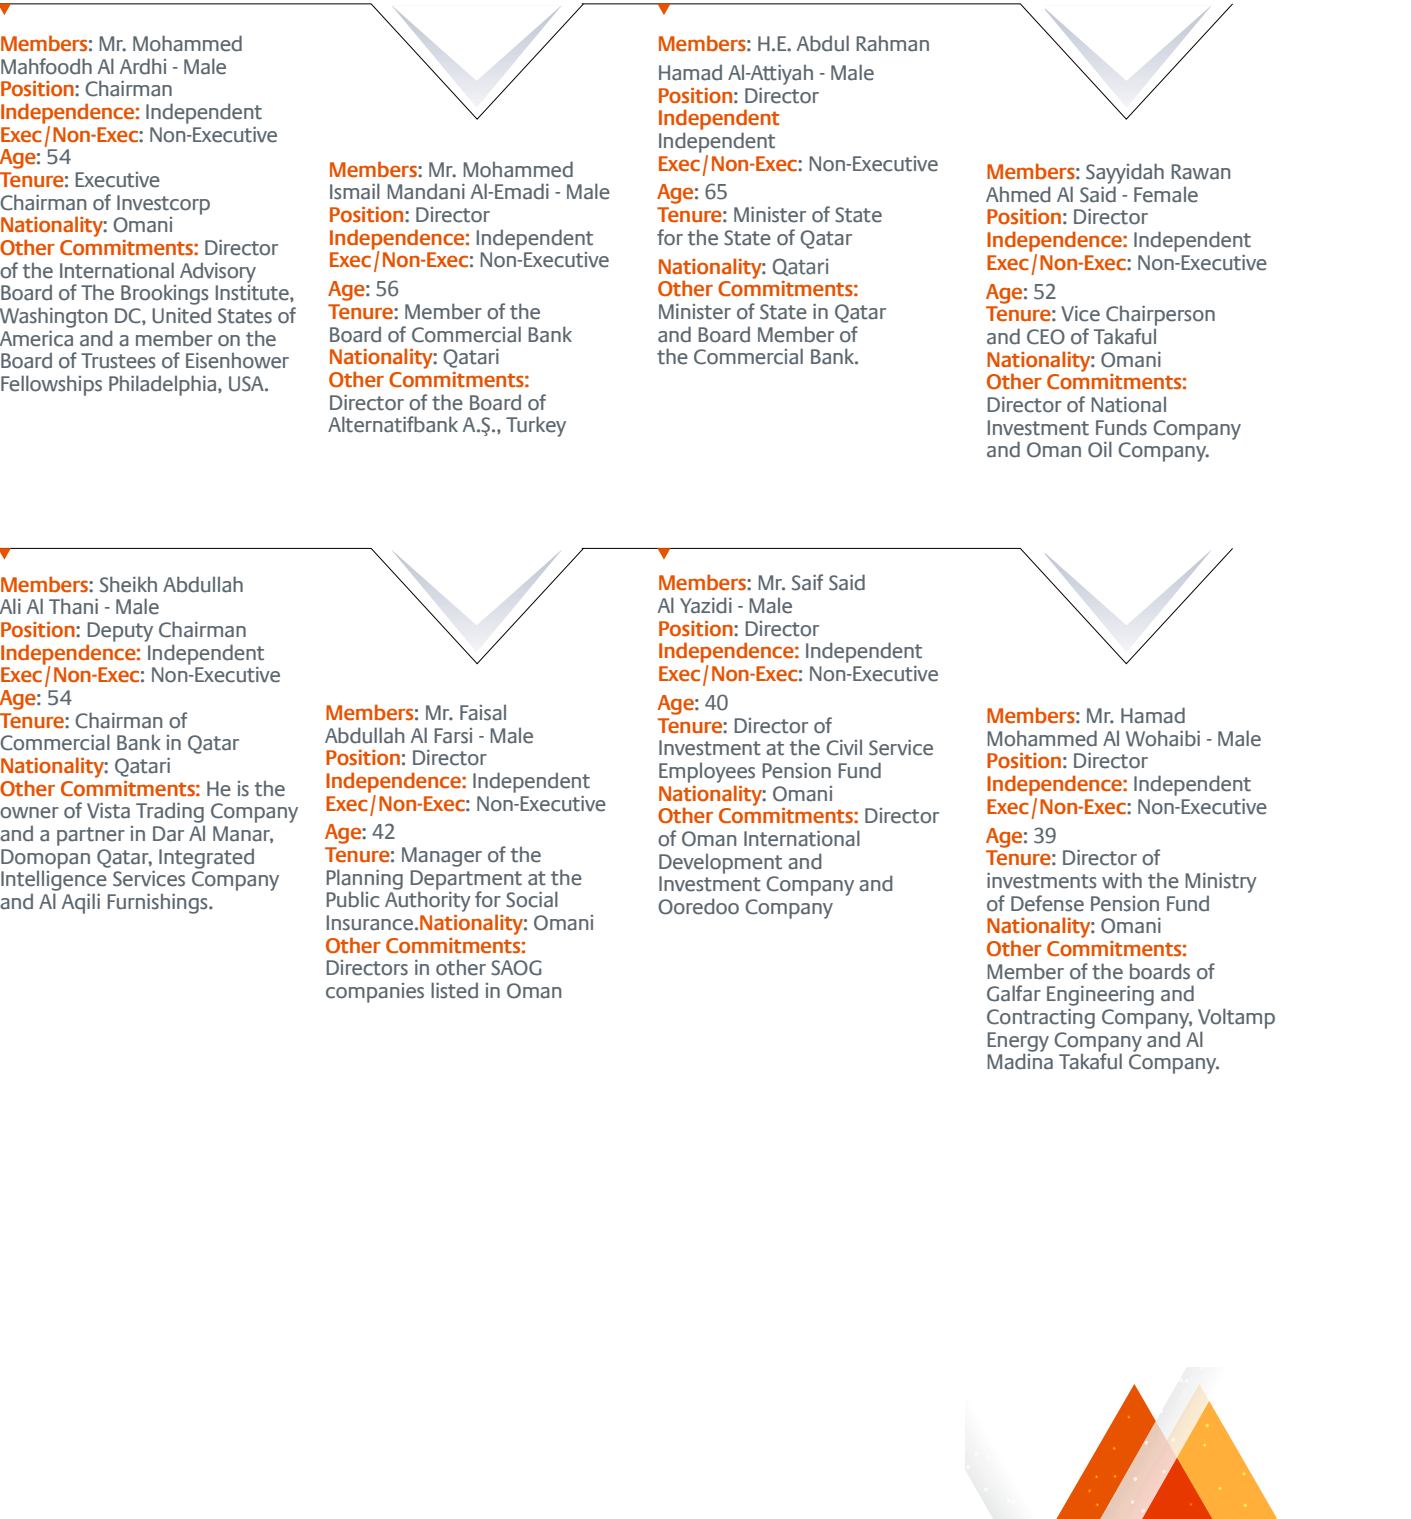 Members: Mr. Mohammed
Mahfoodh Al Ardhi - Male
Position: Chairman
Independence: Independent
Exec/Non-Exec: Non-Executive
Age: 54
Tenure: Executive
Chairman of Investcorp
Nationality: Omani
Other Commitments: Director
of the International Advisory
Board of The Brookings Institute,
Washington DC, United States of
America and a member on the
Board of Trustees of Eisenhower
Fellowships Philadelphia, USA.
Members: Mr. Mohammed
Ismail Mandani Al-Emadi - Male
Position: Director
Independence: Independent
Exec/Non-Exec: Non-Executive
Age: 56
Tenure: Member of the
Board of Commercial Bank
Nationality: Qatari
Other Commitments:
Director of the Board of
Alternatifbank A.Ş., Turkey
Members: H.E. Abdul Rahman
Hamad Al-Attiyah - Male
Position: Director
Independent
Independent
Exec/Non-Exec: Non-Executive
Age: 65
Tenure: Minister of State
for the State of Qatar
Nationality: Qatari
Other Commitments:
Minister of State in Qatar
and Board Member of
the Commercial Bank.
Members: Sayyidah Rawan
Ahmed Al Said - Female
Position: Director
Independence: Independent
Exec/Non-Exec: Non-Executive
Age: 52
Tenure: Vice Chairperson
and CEO of Takaful
Nationality: Omani
Other Commitments:
Director of National
Investment Funds Company
and Oman Oil Company.
Members: Sheikh Abdullah
Ali Al Thani - Male
Position: Deputy Chairman
Independence: Independent
Exec/Non-Exec: Non-Executive
Age: 54
Tenure: Chairman of
Commercial Bank in Qatar
Nationality: Qatari
Other Commitments: He is the
owner of Vista Trading Company
and a partner in Dar Al Manar,
Domopan Qatar, Integrated
Intelligence Services Company
and Al Aqili Furnishings.
Members: Mr. Faisal
Abdullah Al Farsi - Male
Position: Director
Independence: Independent
Exec/Non-Exec: Non-Executive
Age: 42
Tenure: Manager of the
Planning Department at the
Public Authority for Social
Insurance.Nationality: Omani
Other Commitments:
Directors in other SAOG
companies listed in Oman
Members: Mr. Saif Said
Al Yazidi - Male
Position: Director
Independence: Independent
Exec/Non-Exec: Non-Executive
Age: 40
Tenure: Director of
Investment at the Civil Service
Employees Pension Fund
Nationality: Omani
Other Commitments: Director
of Oman International
Development and
Investment Company and
Ooredoo Company
Members: Mr. Hamad
Mohammed Al Wohaibi - Male
Position: Director
Independence: Independent
Exec/Non-Exec: Non-Executive
Age: 39
Tenure: Director of
investments with the Ministry
of Defense Pension Fund
Nationality: Omani
Other Commitments:
Member of the boards of
Galfar Engineering and
Contracting Company, Voltamp
Energy Company and Al
Madina Takaful Company.